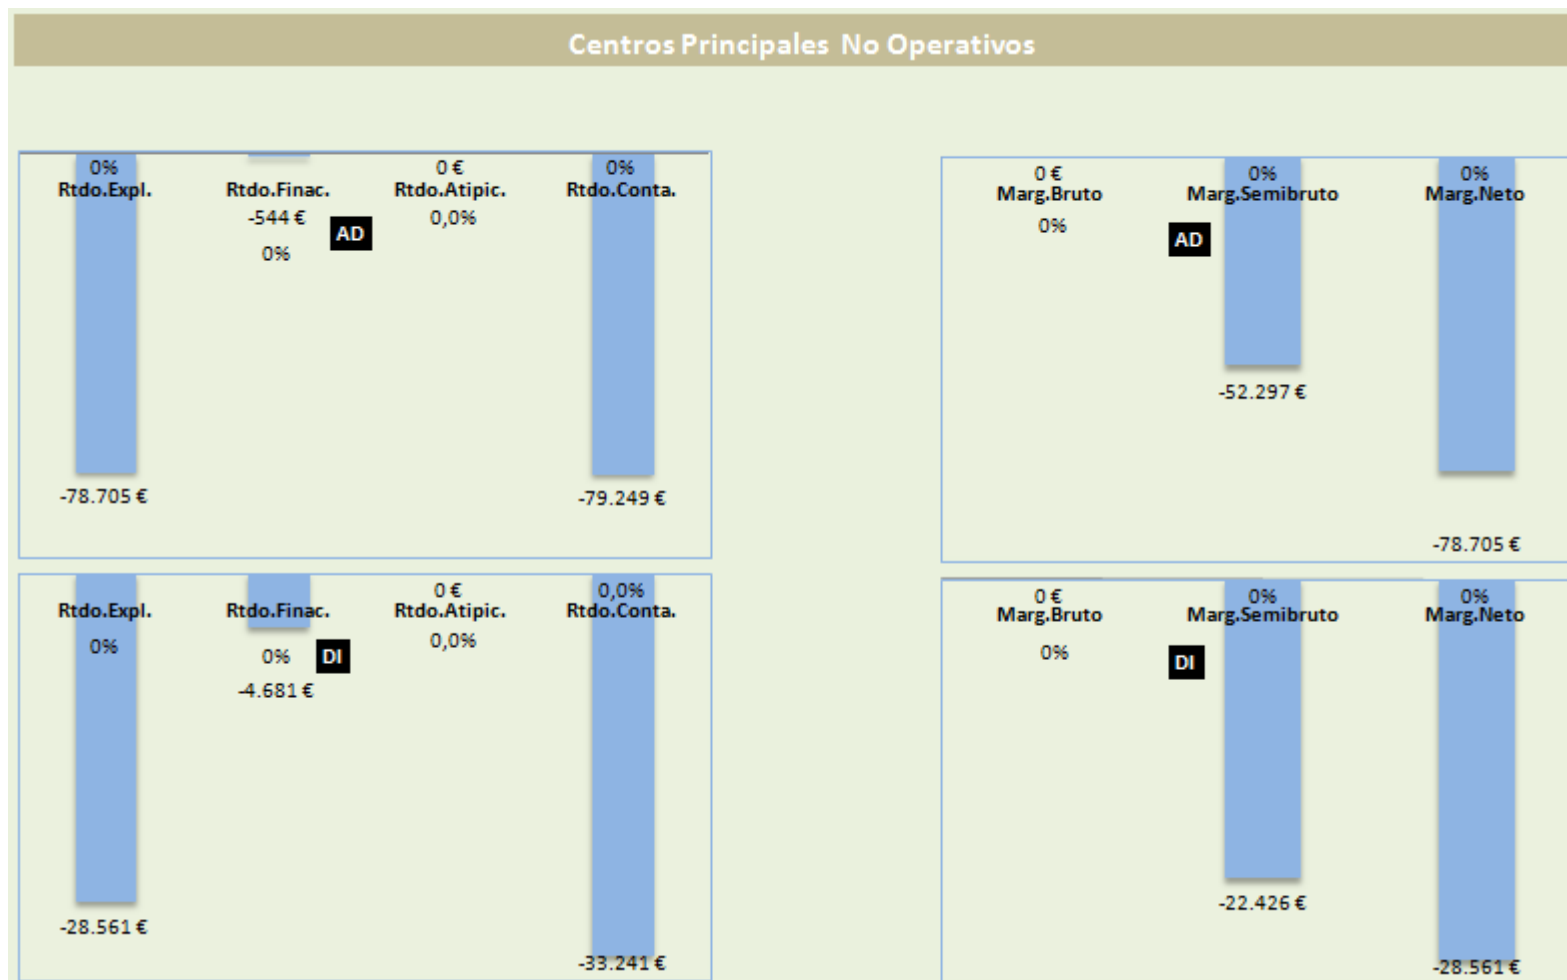 Centros Principales No Operativos
0% 0 € 0%
Rtdo.Expl. Rtdo.Finac. Rtdo.Atipic. Rtdo.Conta.
-544 € 0,0%
AD
0%
-78.705 € -79.249 €
0 € 0% 0%
Marg.Bruto Marg.Semibruto Marg.Neto
0%
AD
-52.297 €
-78.705 €
0 € 0,0%
Rtdo.Expl. Rtdo.Finac. Rtdo.Atipic. Rtdo.Conta.
0% 0,0%
0% DI
-4.681 €
-28.561 €
-33.241 €
0 € 0% 0%
Marg.Bruto Marg.Semibruto Marg.Neto
0%
DI
-22.426 €
-28.561 €